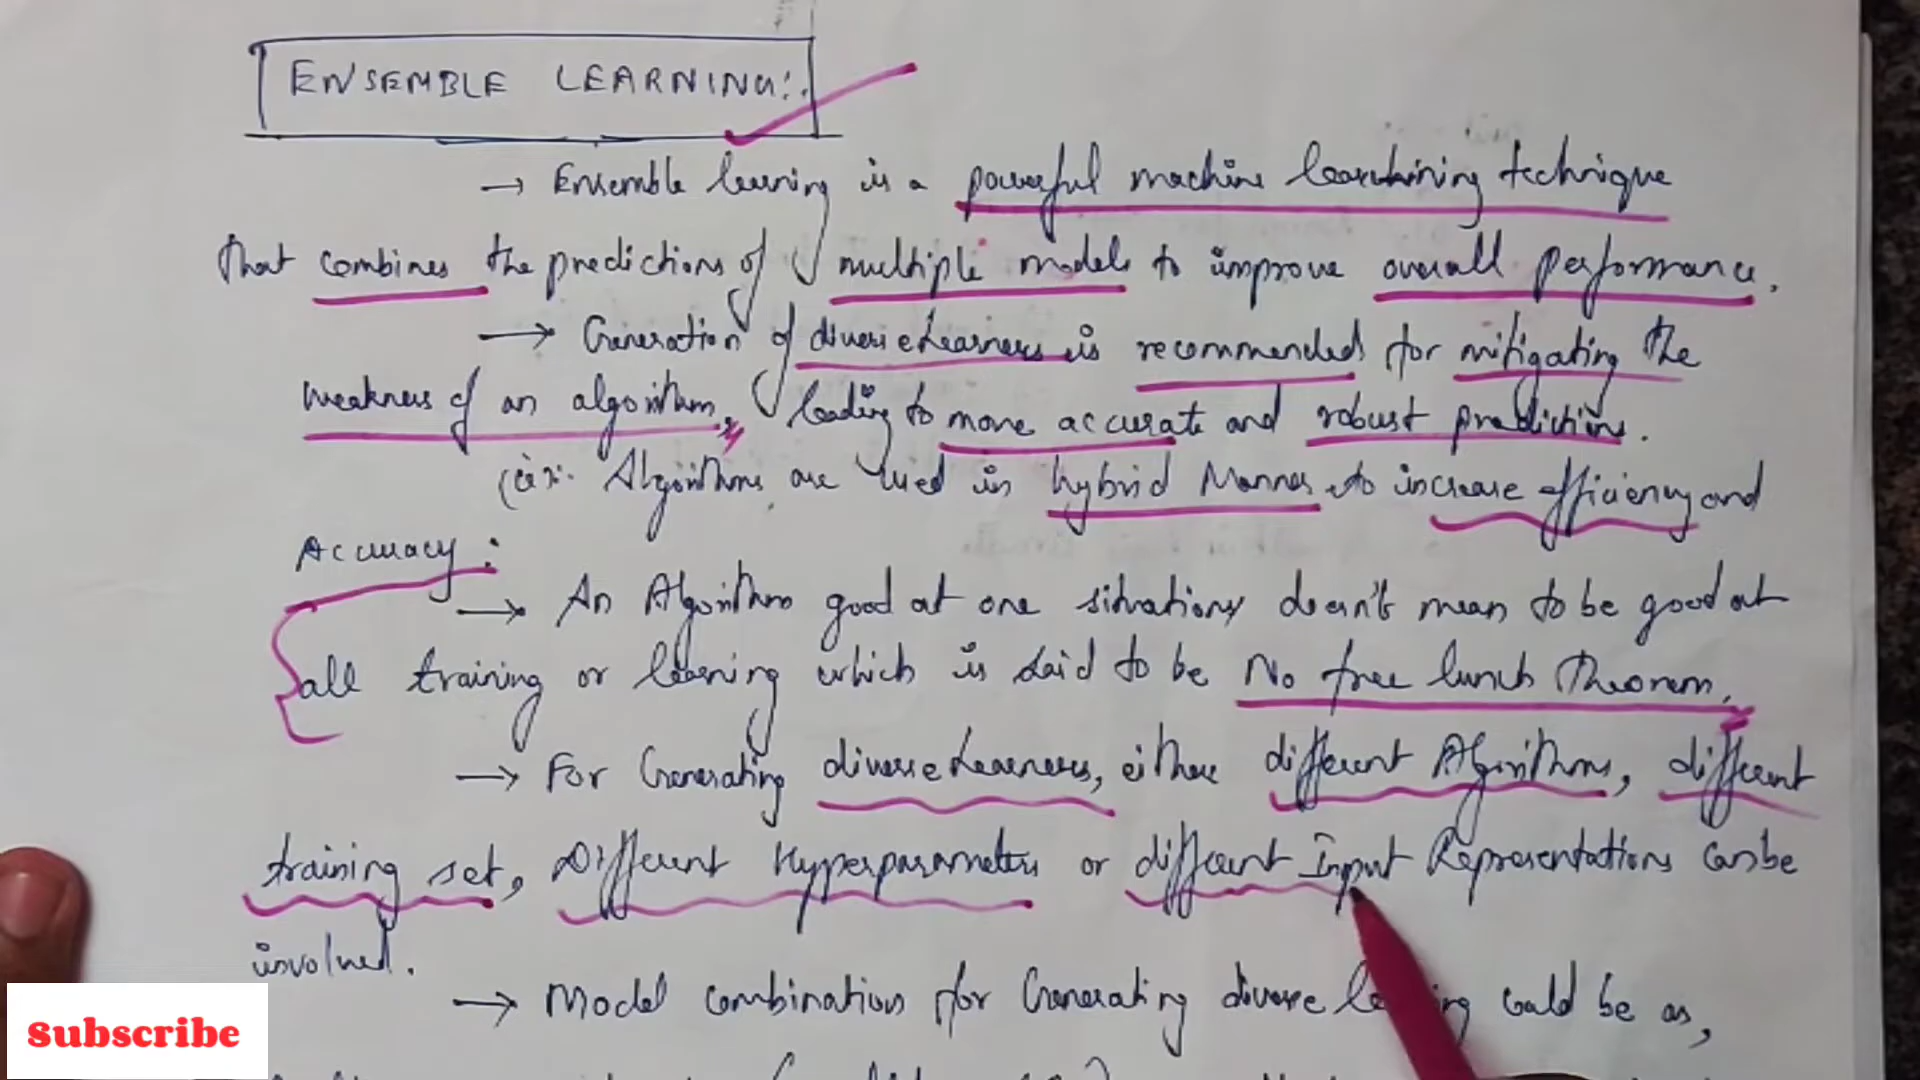 ENSEMBLE LEARNING:
→ Ensemble learning is a powerful machine learning technique
that combines the predictions of multiple models to improve overall performance.
→ Generation of diverse Learners is recommended for mitigating the
weakness of an algorithm, leading to more accurate and robust predictions.
(ex: Algorithms are used in hybrid Manner to increase efficiency and
Accuracy:
→ An Algorithm good at one situations doesn't mean to be good at
all training or learning which is said to be No free lunch Theorem.
→ For Generating diverse Learners, either different Algorithms, different
training set, Different Hyperparameters or different Input Representations can be
involved.
→ Model combination for Generating diverse could be as,
Subscribe